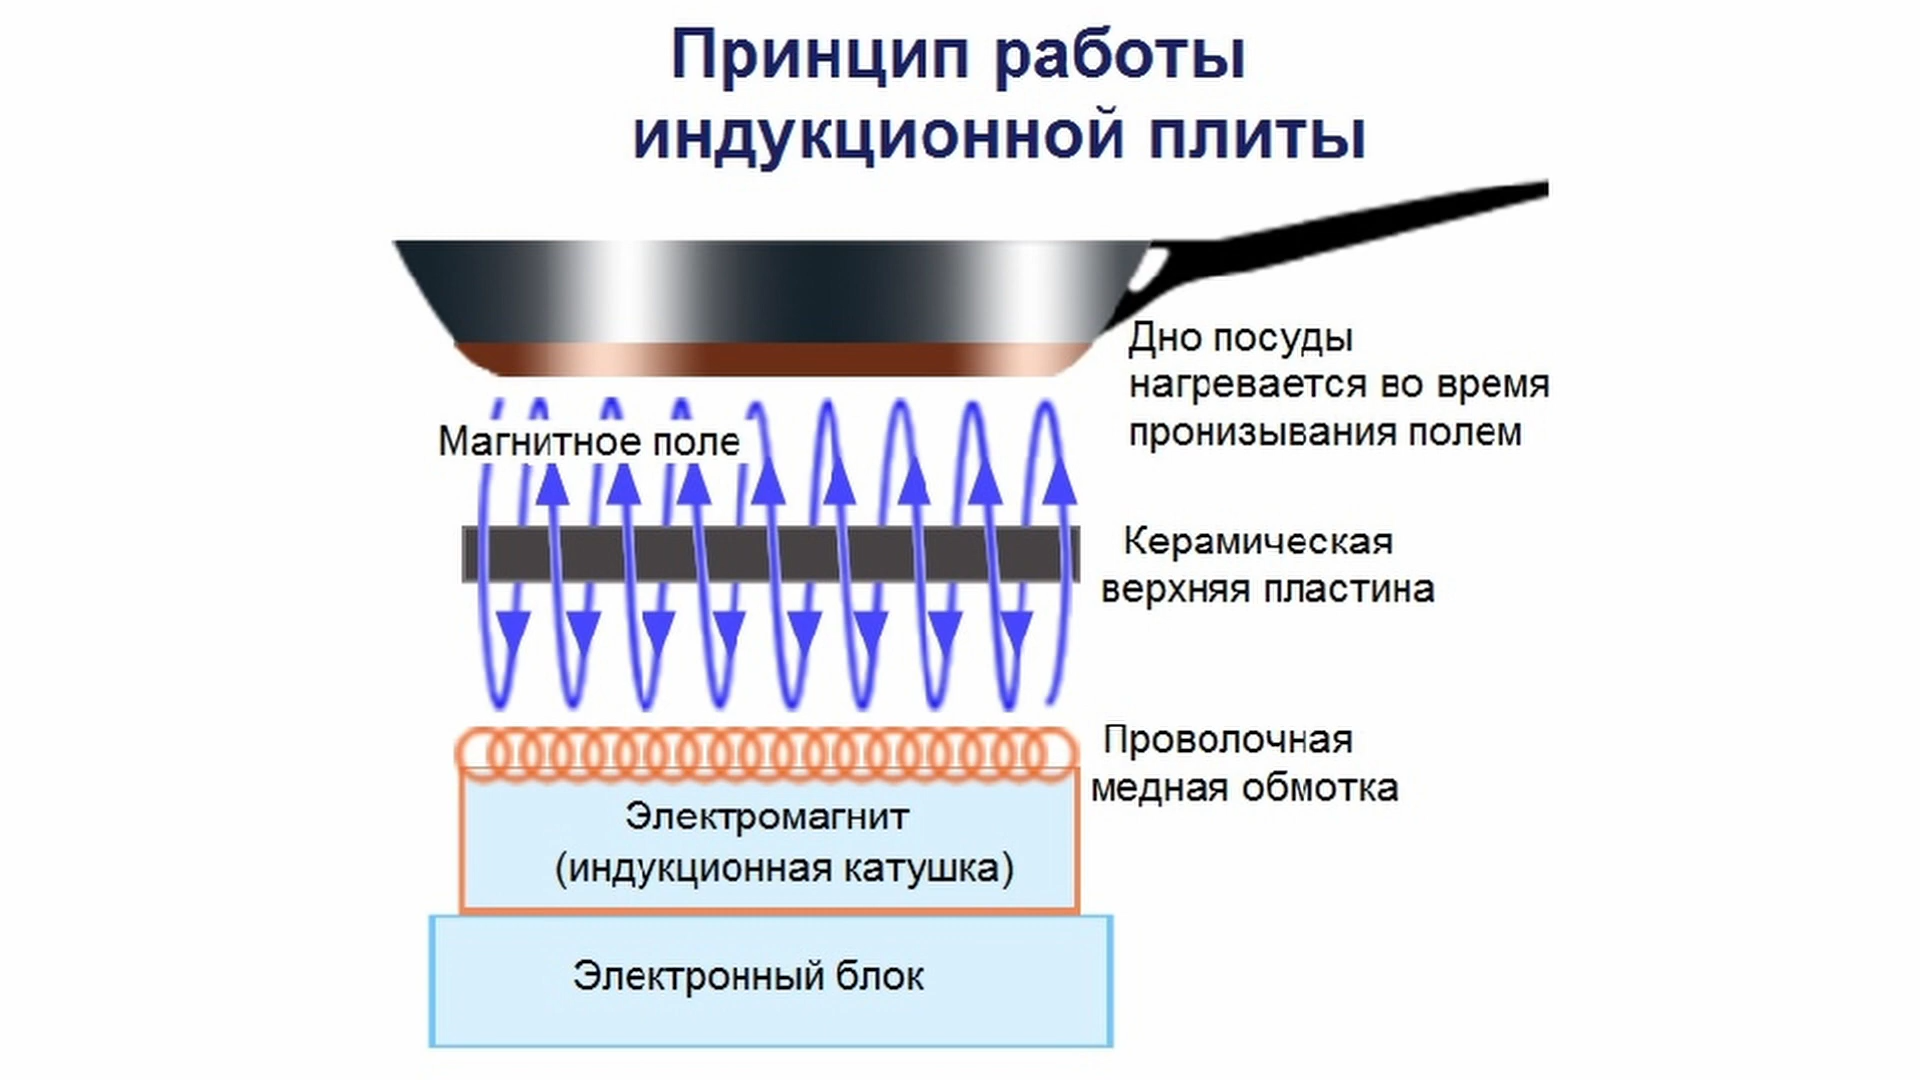 Принцип работы
индукционной плиты
Дно посуды
нагревается во время
пронизывания полем
Магнитное поле
Керамическая
верхняя пластина
Проволочная
медная обмотка
Электромагнит
(индукционная катушка)
Электронный блок